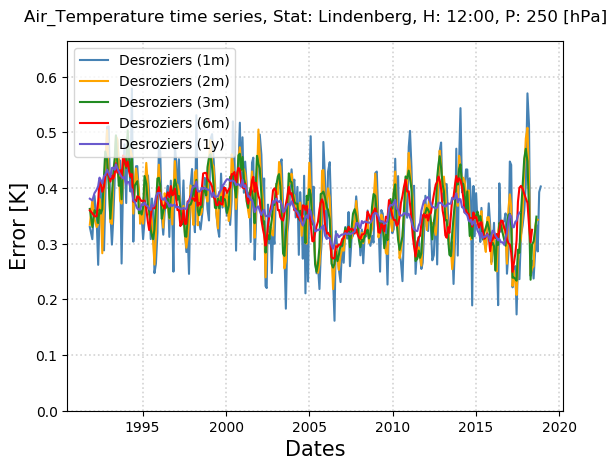 Air_Temperature time series, Stat: Lindenberg, H: 12:00, P: 250 [hPa]
Desroziers (1m)
Desroziers (2m)
Desroziers (3m)
Desroziers (6m)
Desroziers (1y)
Error [K]
0.6
0.5
0.4
0.3
0.2
0.1
0.0
1995 2000 2005 2010 2015 2020
Dates